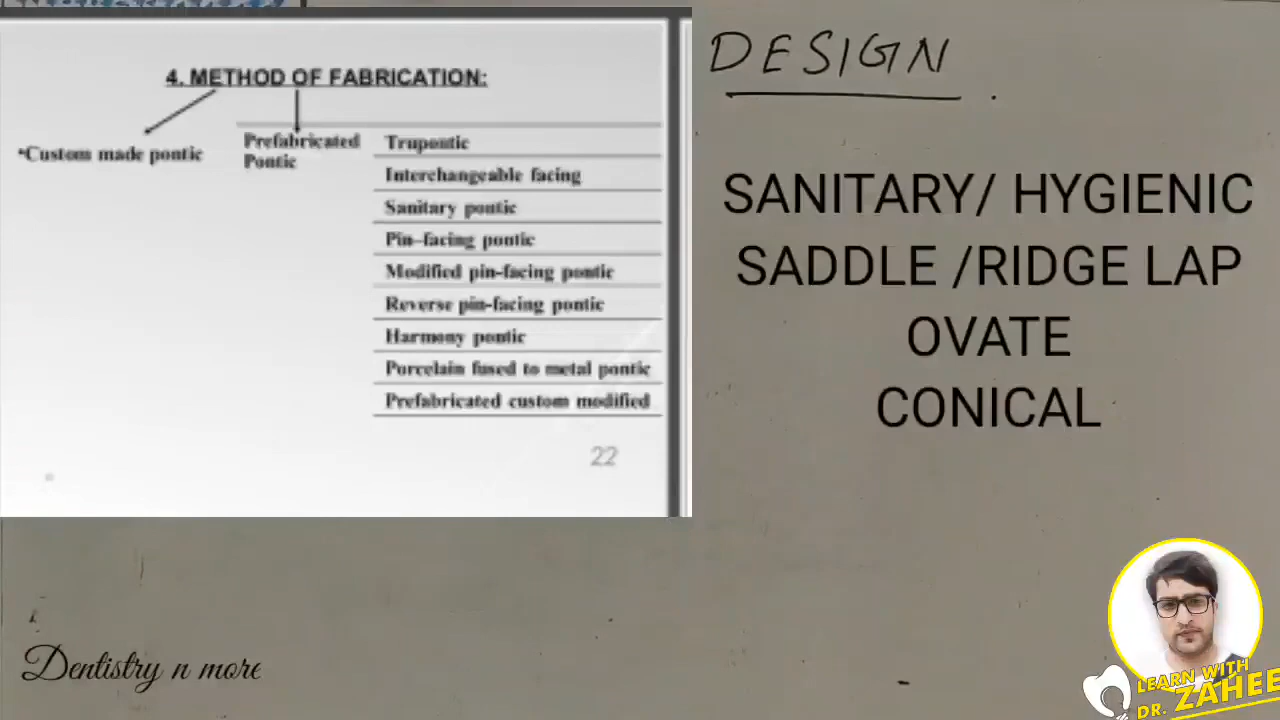 4. METHOD OF FABRICATION:
*Custom made pontic
Prefabricated
Pontic
Trupontic
Interchangeable facing
Sanitary pontic
Pin-facing pontic
Modified pin-facing pontic
Reverse pin-facing pontic
Harmony pontic
Porcelain fused to metal pontic
Prefabricated custom modified
22
DESIGN
SANITARY/ HYGIENIC
SADDLE /RIDGE LAP
OVATE
CONICAL
Dentistry n more
LEARN WITH
DR. ZAHEE